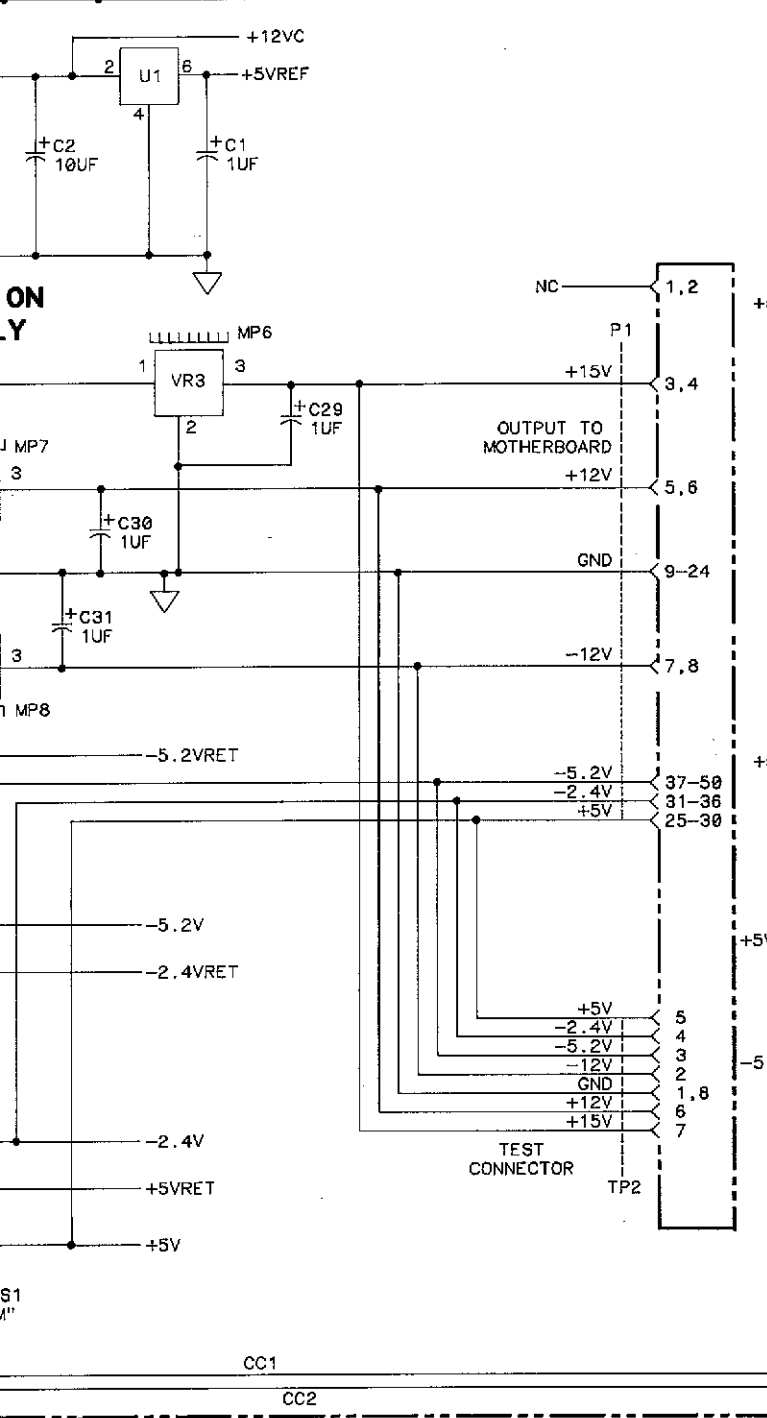 +12VC
2 U1 6 +5VREF
4
+ C2
10UF
+ C1
1UF
ON
LY
NC 1,2
P1
MP6
1 VR3 3
+15V 3,4
2
+ C29
1UF
OUTPUT TO
MOTHERBOARD
MP7
3
+12V 5,6
+ C30
1UF
GND 9-24
+ C31
1UF
3
-12V 7,8
MP8
-5.2VRET
-5.2V 37-50
-2.4V 31-36
+5V 25-30
-5.2V
+5V
-2.4VRET
+5V 5
-2.4V 4
-5.2V 3
-5
-12V 2
GND 1,8
+12V 6
+15V 7
-2.4V
TEST
CONNECTOR
TP2
+5VRET
+5V
S1
M"
CC1
CC2